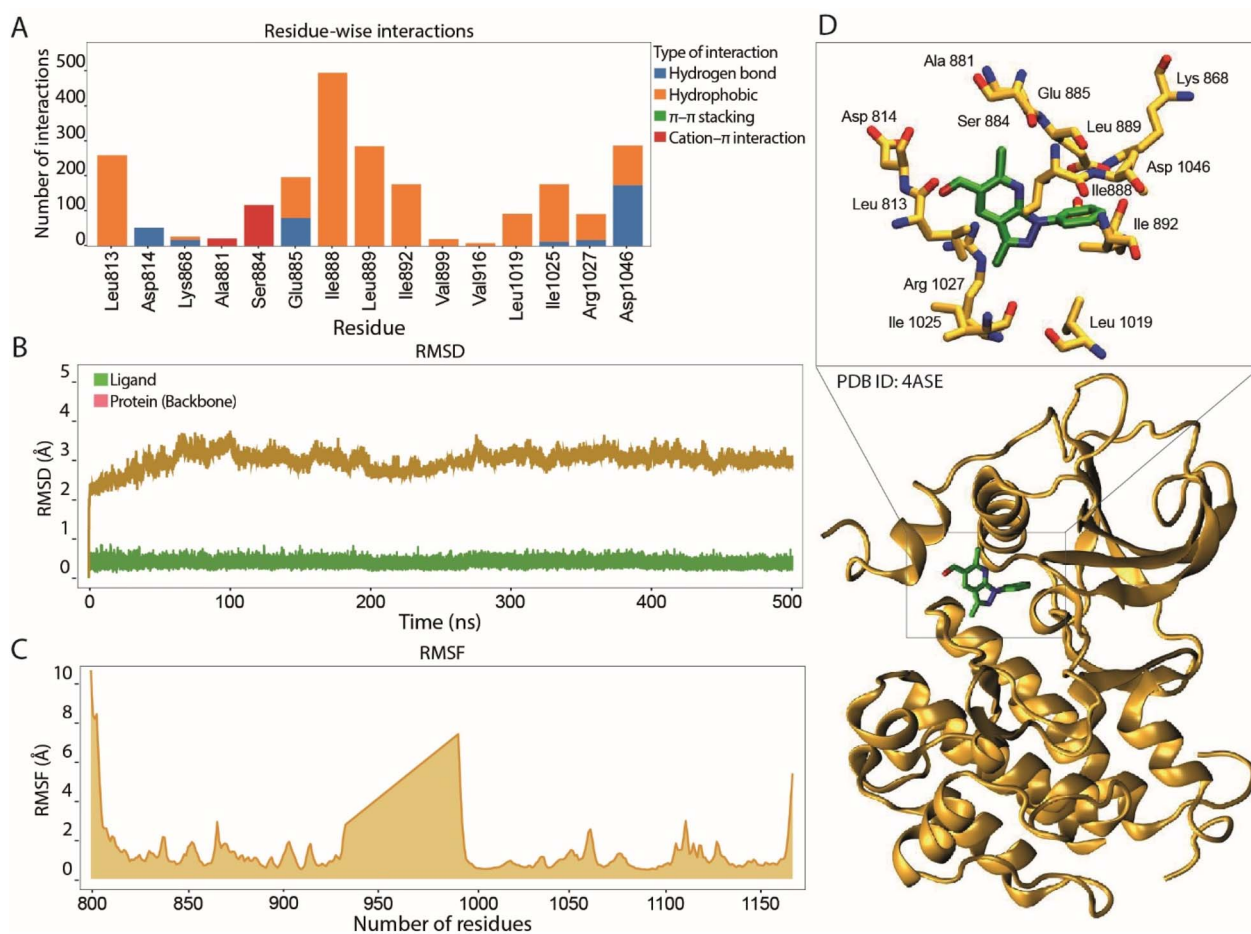 A
Residue-wise interactions
Number of interactions
500
400
300
200
100
0
Leu813
Asp814
Lys868
Ala881
Ser884
Glu885
Ile888
Leu889
Ile892
Val899
Val916
Leu1019
Ile1025
Arg1027
Asp1046
Residue
Type of interaction
Hydrogen bond
Hydrophobic
π–π stacking
Cation–π interaction
B
RMSD
RMSD (Å)
5
4
3
2
1
0
Ligand
Protein (Backbone)
0
100
200
300
400
500
Time (ns)
C
RMSF
RMSF (Å)
10
8
6
4
2
0
800
850
900
950
1000
1050
1100
1150
Number of residues
D
Ala 881
Lys 868
Glu 885
Asp 814
Ser 884
Leu 889
Asp 1046
Ile888
Leu 813
Ile 892
Arg 1027
Ile 1025
Leu 1019
PDB ID: 4ASE